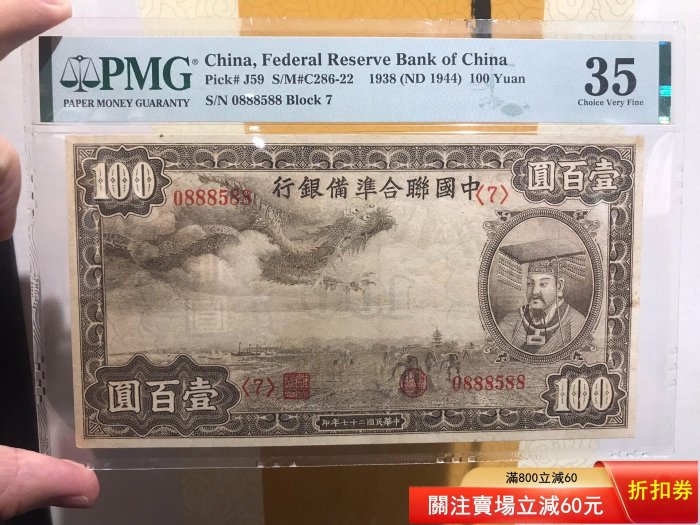 PMG
PAPER MONEY GUARANTY
China, Federal Reserve Bank of China
Pick# J59 S/M#C286-22 1938 (ND 1944) 100 Yuan
S/N 0888588 Block 7
35
Choice Very Fine
100
圓百壹
行銀備準合聯國中
0888588
〈7〉
圓百壹
〈7〉
0888588
100
印年七十二國民華中
滿800立減60
關注賣場立減60元
折扣券